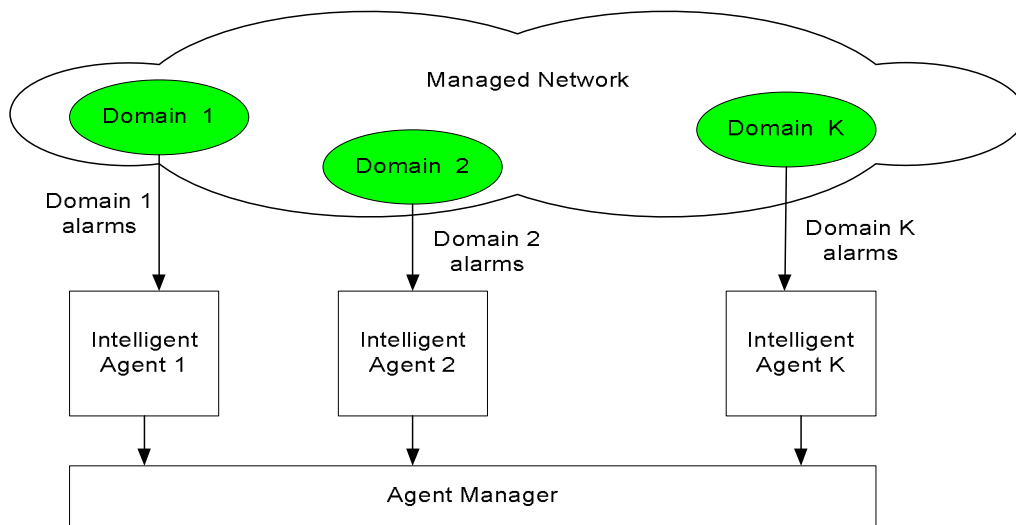 Managed Network
Domain 1
Domain 2
Domain K
Domain 1
alarms
Domain 2
alarms
Domain K
alarms
Intelligent
Agent 1
Intelligent
Agent 2
Intelligent
Agent K
Agent Manager